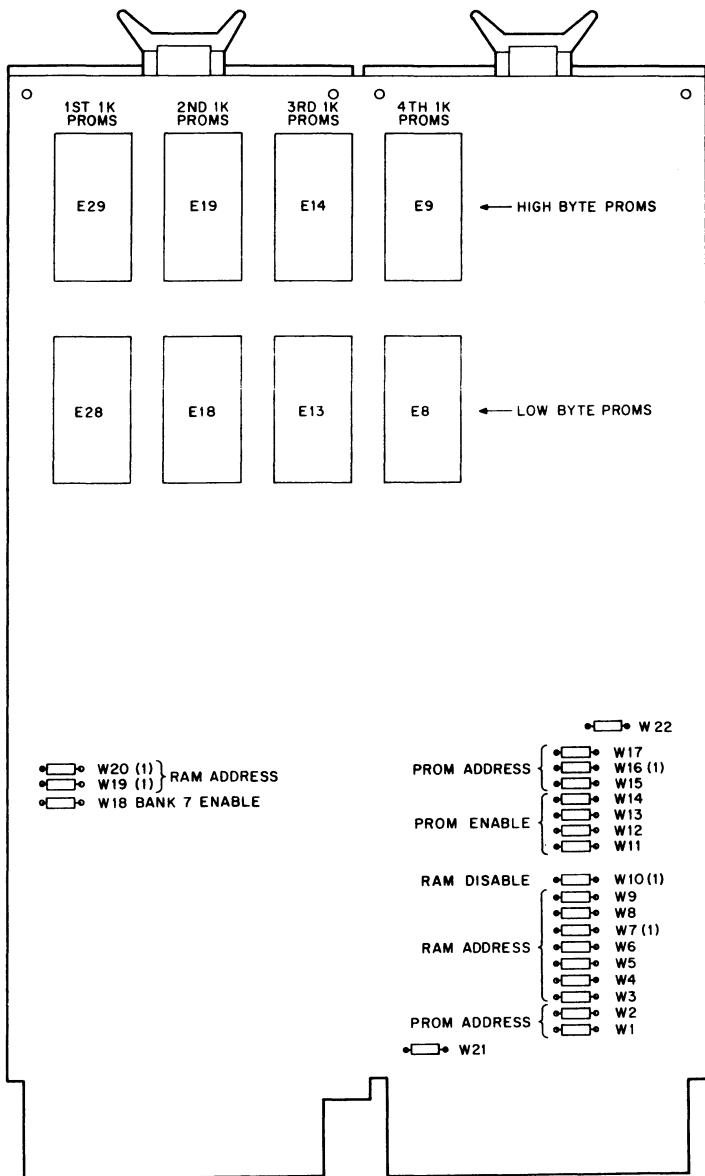 1ST 1K
PROMS
2ND 1K
PROMS
3RD 1K
PROMS
4TH 1K
PROMS
E29
E19
E14
E9
HIGH BYTE PROMS
E28
E18
E13
E8
LOW BYTE PROMS
W22
W20 (1)
W19 (1)
RAM ADDRESS
W18 BANK 7 ENABLE
PROM ADDRESS
W17
W16 (1)
W15
PROM ENABLE
W14
W13
W12
W11
RAM DISABLE
W10 (1)
RAM ADDRESS
W9
W8
W7 (1)
W6
W5
W4
W3
PROM ADDRESS
W2
W1
W21